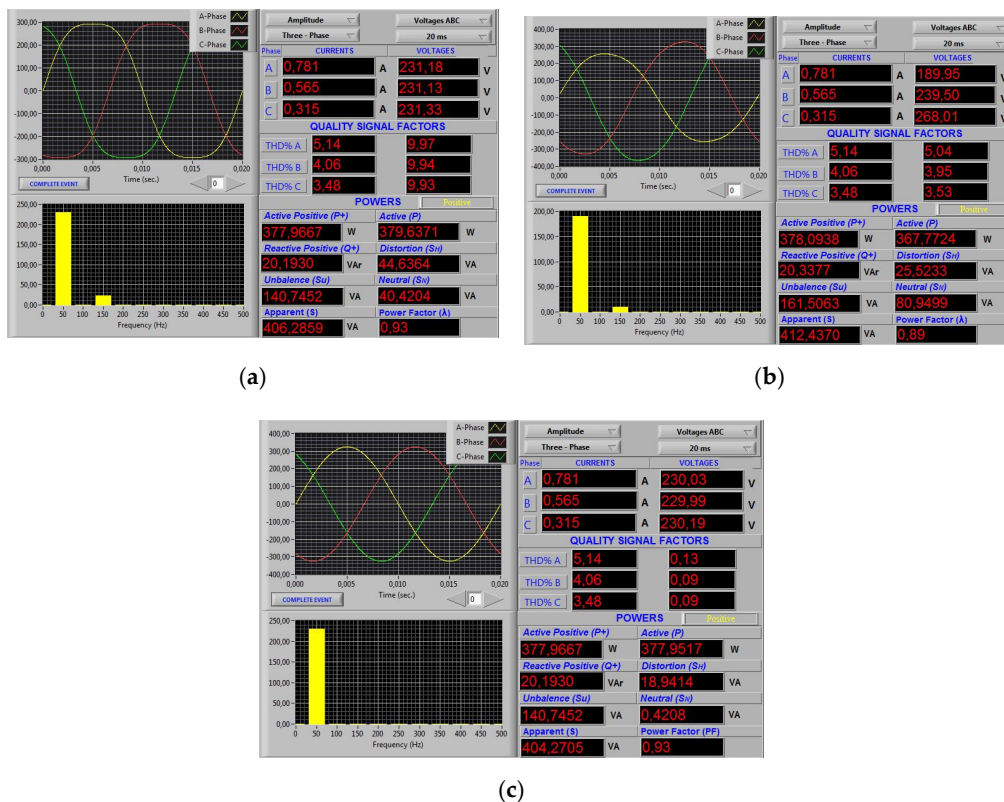 A-Phase
B-Phase
C-Phase
300,00
200,00
100,00
0,00
-100,00
-200,00
-300,00
0,000 0,005 0,010 0,015 0,020
Time (sec.)
COMPLETE EVENT
0
250,00
200,00
150,00
100,00
50,00
0,00
0 50 100 150 200 250 300 350 400 450 500
Frequency (Hz)
Amplitude Voltages ABC
Three - Phase 20 ms
Phase CURRENTS VOLTAGES
A 0,781 A 231,18 V
B 0,565 A 231,13 V
C 0,315 A 231,33 V
QUALITY SIGNAL FACTORS
THD% A 5,14 9,97
THD% B 4,06 9,94
THD% C 3,48 9,93
POWERS Positive
Active Positive (P+) Active (P)
377,9667 W 379,6371 W
Reactive Positive (Q+) Distortion (SH)
20,1930 VAr 44,6364 VA
Unbalence (Su) Neutral (SN)
140,7452 VA 40,4204 VA
Apparent (S) Power Factor (λ)
406,2859 VA 0,93
(a)
A-Phase
B-Phase
C-Phase
400,00
300,00
200,00
100,00
0,00
-100,00
-200,00
-300,00
-400,00
0,000 0,005 0,010 0,015 0,020
Time (sec.)
COMPLETE EVENT
0
200,00
150,00
100,00
50,00
0,00
0 50 100 150 200 250 300 350 400 450 500
Frequency (Hz)
Amplitude Voltages ABC
Three - Phase 20 ms
Phase CURRENTS VOLTAGES
A 0,781 A 189,95 V
B 0,565 A 239,50 V
C 0,315 A 268,01 V
QUALITY SIGNAL FACTORS
THD% A 5,14 5,04
THD% B 4,06 3,95
THD% C 3,48 3,53
POWERS Positive
Active Positive (P+) Active (P)
378,0938 W 367,7724 W
Reactive Positive (Q+) Distortion (SH)
20,3377 VAr 25,5233 VA
Unbalence (Su) Neutral (SN)
161,5063 VA 80,9499 VA
Apparent (S) Power Factor (λ)
412,4370 VA 0,89
(b)
A-Phase
B-Phase
C-Phase
400,00
300,00
200,00
100,00
0,00
-100,00
-200,00
-300,00
-400,00
0,000 0,005 0,010 0,015 0,020
Time (sec.)
COMPLETE EVENT
0
250,00
200,00
150,00
100,00
50,00
0,00
0 50 100 150 200 250 300 350 400 450 500
Frequency (Hz)
Amplitude Voltages ABC
Three - Phase 20 ms
Phase CURRENTS VOLTAGES
A 0,781 A 230,03 V
B 0,565 A 229,99 V
C 0,315 A 230,19 V
QUALITY SIGNAL FACTORS
THD% A 5,14 0,13
THD% B 4,06 0,09
THD% C 3,48 0,09
POWERS Positive
Active Positive (P+) Active (P)
377,9667 W 377,9517 W
Reactive Positive (Q+) Distortion (SH)
20,1930 VAr 18,9414 VA
Unbalence (Su) Neutral (SN)
140,7452 VA 0,4208 VA
Apparent (S) Power Factor (PF)
404,2705 VA 0,93
(c)